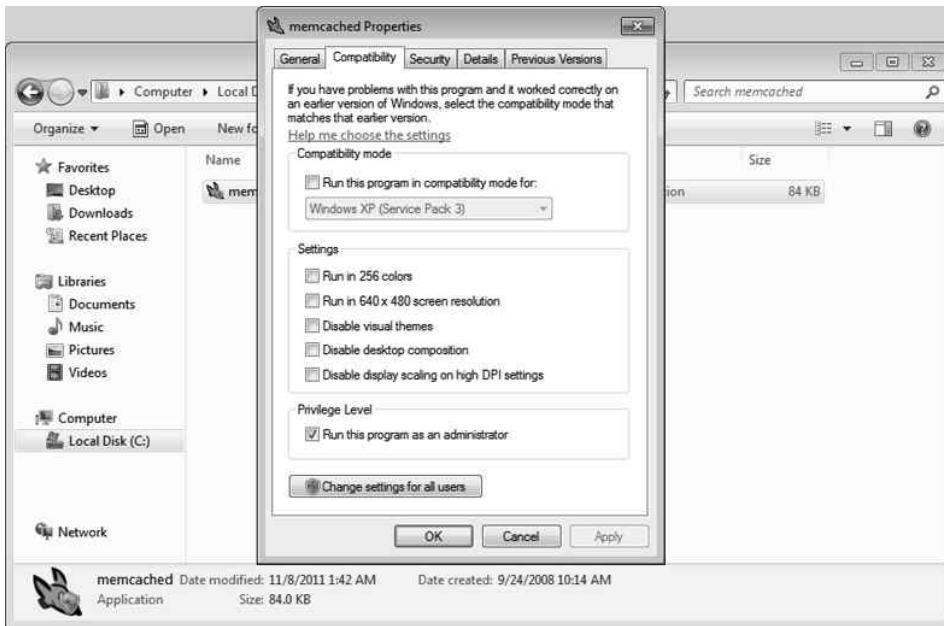 memcached Properties
General Compatibility Security Details Previous Versions
If you have problems with this program and it worked correctly on
an earlier version of Windows, select the compatibility mode that
matches that earlier version.
Help me choose the settings
Compatibility mode
Run this program in compatibility mode for:
Windows XP (Service Pack 3)
Settings
Run in 256 colors
Run in 640 x 480 screen resolution
Disable visual themes
Disable desktop composition
Disable display scaling on high DPI settings
Privilege Level
Run this program as an administrator
Change settings for all users
OK Cancel Apply
Computer Local D
Search memcached
Organize Open New fo
Name Size
mem ion 84 KB
Favorites
Desktop
Downloads
Recent Places
Libraries
Documents
Music
Pictures
Videos
Computer
Local Disk (C:)
Network
memcached Date modified: 11/8/2011 1:42 AM Date created: 9/24/2008 10:14 AM
Application Size: 84.0 KB